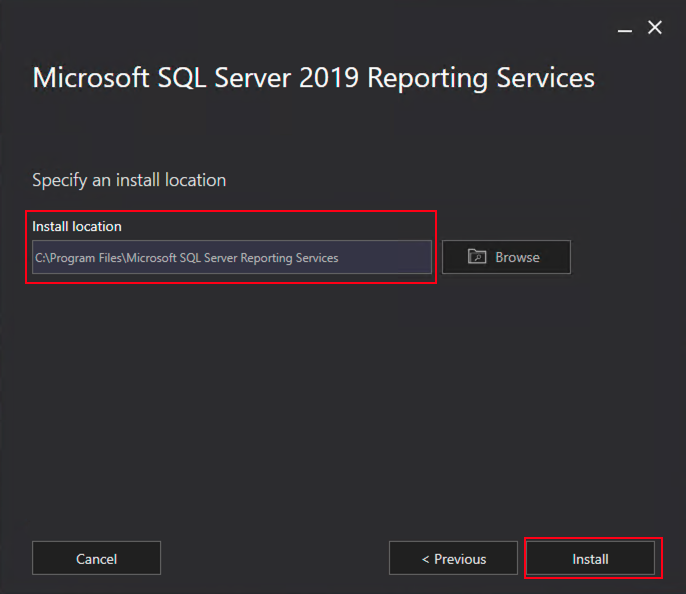 Microsoft SQL Server 2019 Reporting Services
Specify an install location
Install location
C:\Program Files\Microsoft SQL Server Reporting Services
Browse
Cancel
< Previous
Install